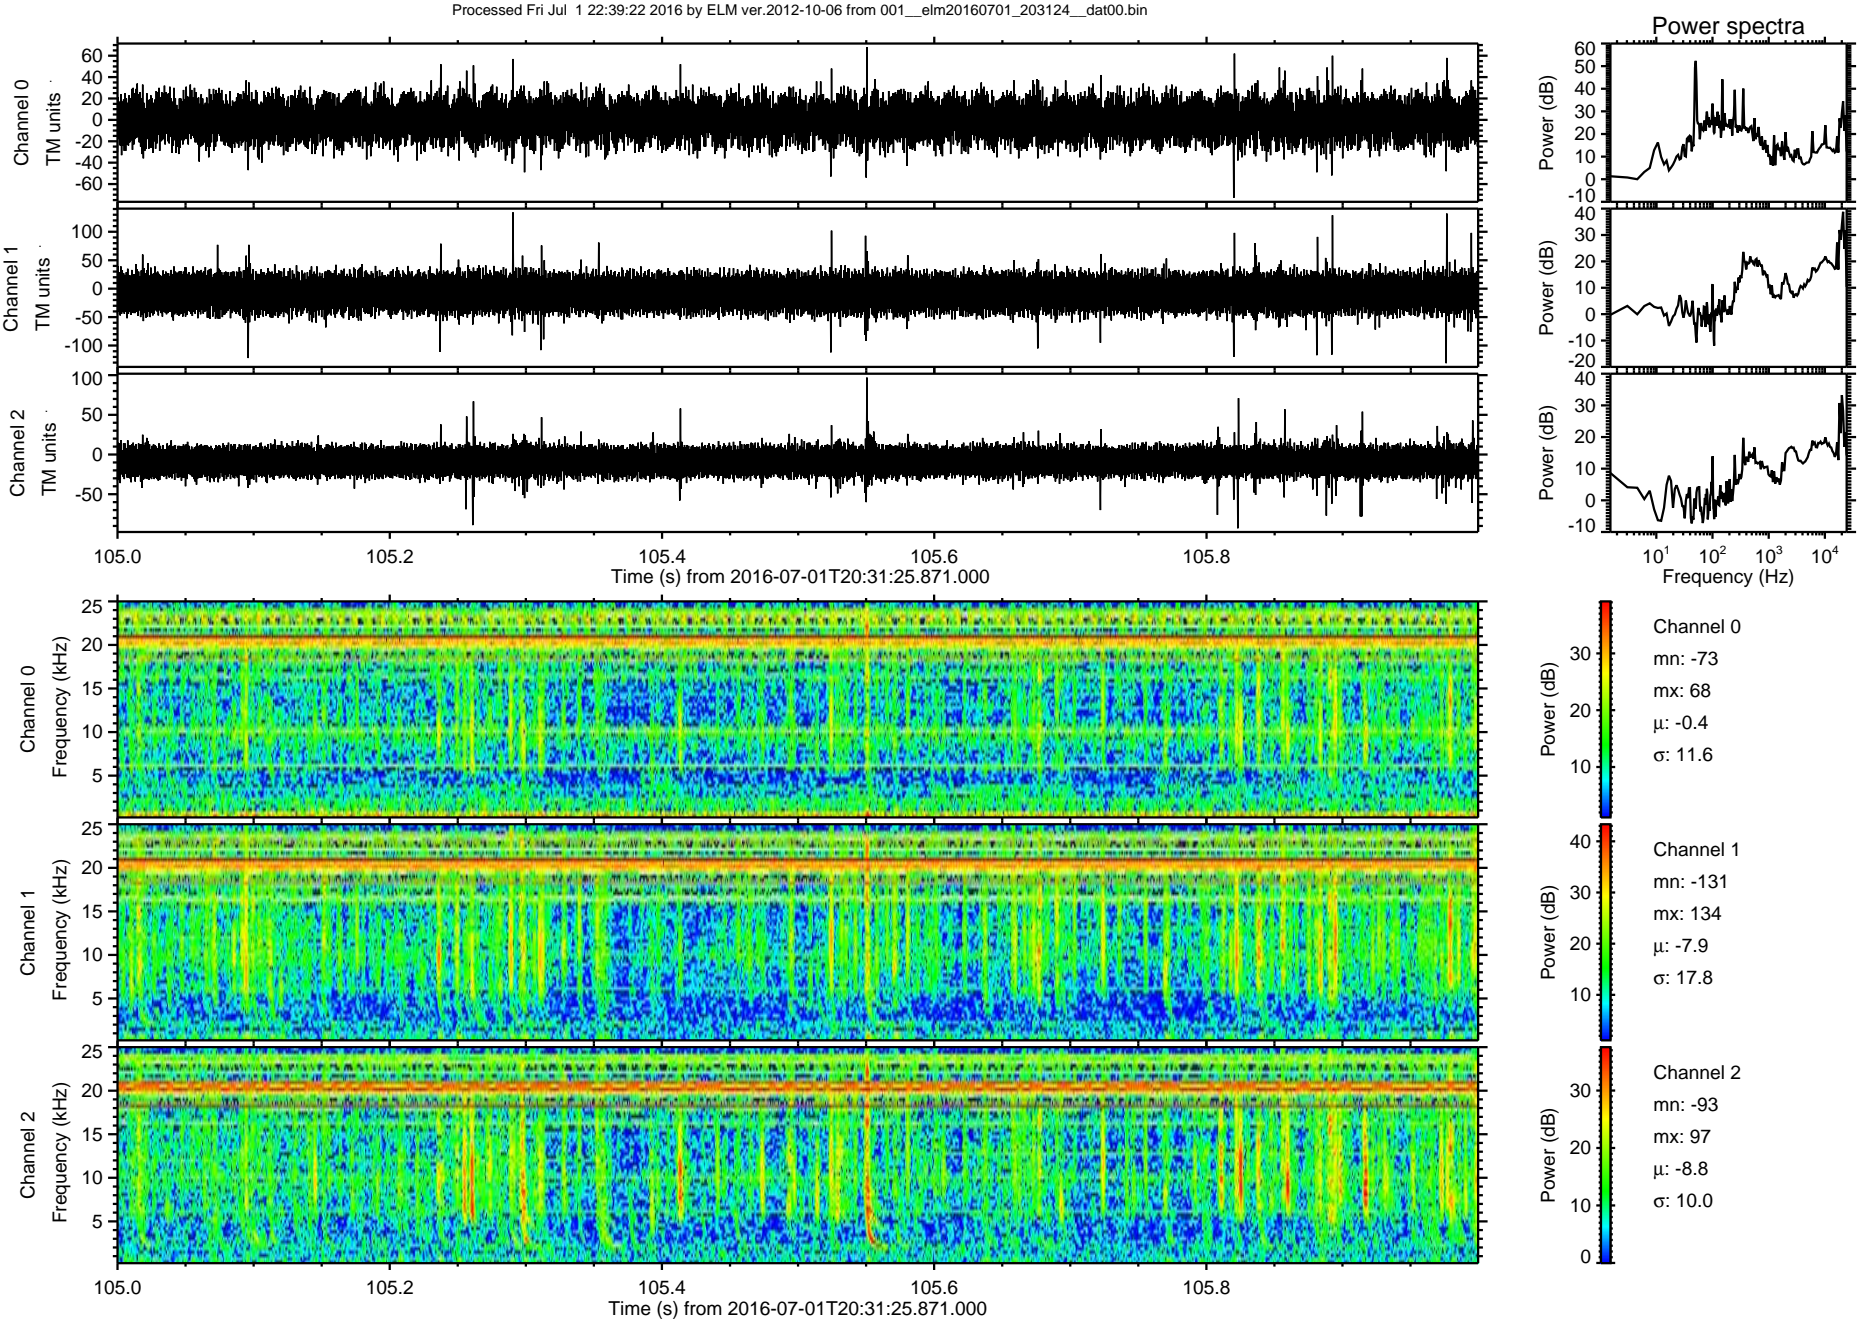 Processed Fri Jul  1 22:39:22 2016 by ELM ver.2012-10-06 from 001__elm20160701_203124__dat00.bin
Power spectra
Channel 0
TM units
60
40
20
0
-20
-40
-60
Power (dB)
60
50
40
30
20
10
0
-10
Channel 1
TM units
100
50
0
-50
-100
Power (dB)
40
30
20
10
0
-10
-20
Channel 2
TM units
100
50
0
-50
Power (dB)
40
30
20
10
0
-10
105.0 105.2 105.4 105.6 105.8
Time (s) from 2016-07-01T20:31:25.871.000
10^1 10^2 10^3 10^4
Frequency (Hz)
Channel 0
Frequency (kHz)
25
20
15
10
5
Power (dB)
30
20
10
Channel 0
mn: -73
mx: 68
μ: -0.4
σ: 11.6
Channel 1
Frequency (kHz)
25
20
15
10
5
Power (dB)
40
30
20
10
Channel 1
mn: -131
mx: 134
μ: -7.9
σ: 17.8
Channel 2
Frequency (kHz)
25
20
15
10
5
Power (dB)
30
20
10
0
Channel 2
mn: -93
mx: 97
μ: -8.8
σ: 10.0
105.0 105.2 105.4 105.6 105.8
Time (s) from 2016-07-01T20:31:25.871.000